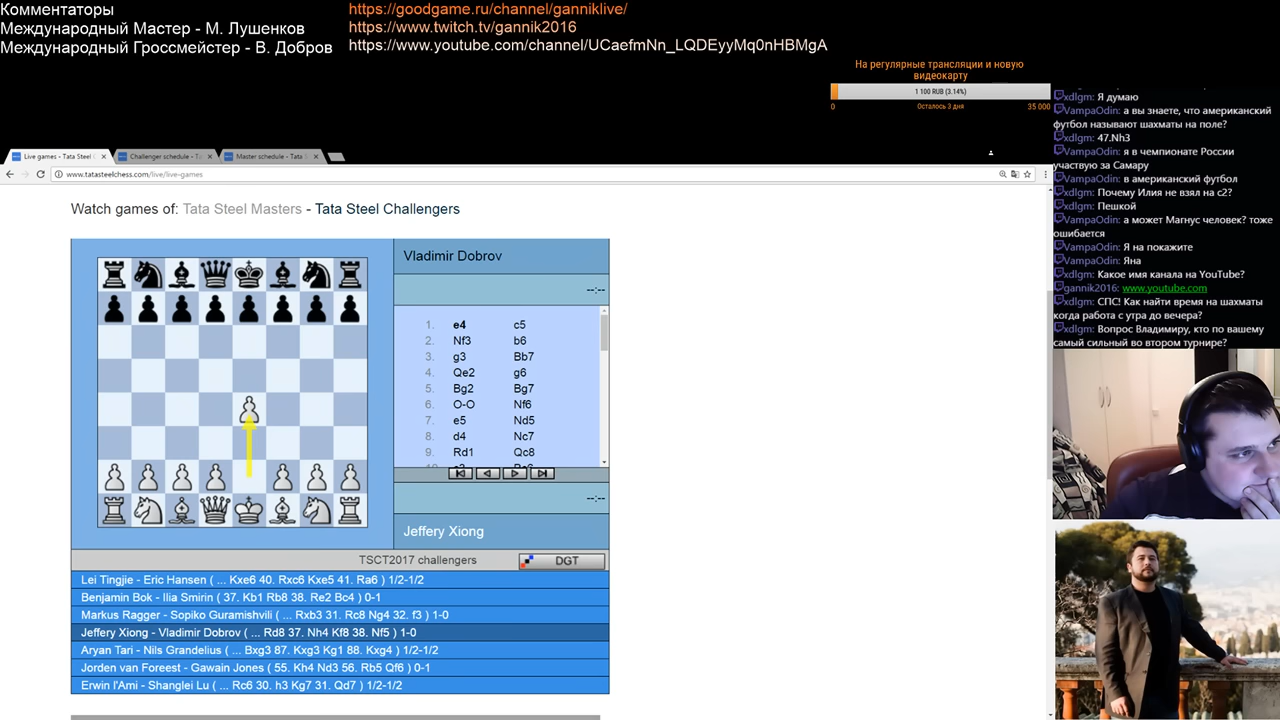 Комментаторы
Международный Мастер - М. Лушенков
Международный Гроссмейстер - В. Добров
https://goodgame.ru/channel/ganniklive/
https://www.twitch.tv/gannik2016
https://www.youtube.com/channel/UCaefmNn_LQDEyyMq0nHBMgA
На регулярные трансляции и новую
видеокарту
1 100 RUB (3.14%)
0 Осталось 3 дня 35 000
xdlgm: Я думаю
VampaOdin: а вы знаете, что американский
футбол называют шахматы на поле?
xdlgm: 47.Nh3
VampaOdin: я в чемпионате России
участвую за Самару
VampaOdin: в американский футбол
xdlgm: Почему Илия не взял на c2?
xdlgm: Пешкой
VampaOdin: а может Магнус человек? тоже
ошибается
VampaOdin: Я на покажите
VampaOdin: Яна
xdlgm: Какое имя канала на YouTube?
gannik2016: www.youtube.com
xdlgm: СПС! Как найти время на шахматы
когда работа с утра до вечера?
xdlgm: Вопрос Владимиру, кто по вашему
самый сильный во втором турнире?
Live games - Tata Steel Challenger schedule - Master schedule - Tata S
www.tatasteelchess.com/live/live-games
Watch games of: Tata Steel Masters - Tata Steel Challengers
Vladimir Dobrov
--:--
1. e4 c5
2. Nf3 b6
3. g3 Bb7
4. Qe2 g6
5. Bg2 Bg7
6. O-O Nf6
7. e5 Nd5
8. d4 Nc7
9. Rd1 Qc8
--:--
Jeffery Xiong
TSCT2017 challengers DGT
Lei Tingjie - Eric Hansen ( ... Kxe6 40. Rxc6 Kxe5 41. Ra6 ) 1/2-1/2
Benjamin Bok - Ilia Smirin ( 37. Kb1 Rb8 38. Re2 Bc4 ) 0-1
Markus Ragger - Sopiko Guramishvili ( ... Rxb3 31. Rc8 Ng4 32. f3 ) 1-0
Jeffery Xiong - Vladimir Dobrov ( ... Rd8 37. Nh4 Kf8 38. Nf5 ) 1-0
Aryan Tari - Nils Grandelius ( ... Bxg3 87. Kxg3 Kg1 88. Kxg4 ) 1/2-1/2
Jorden van Foreest - Gawain Jones ( 55. Kh4 Nd3 56. Rb5 Qf6 ) 0-1
Erwin l'Ami - Shanglei Lu ( ... Rc6 30. h3 Kg7 31. Qd7 ) 1/2-1/2